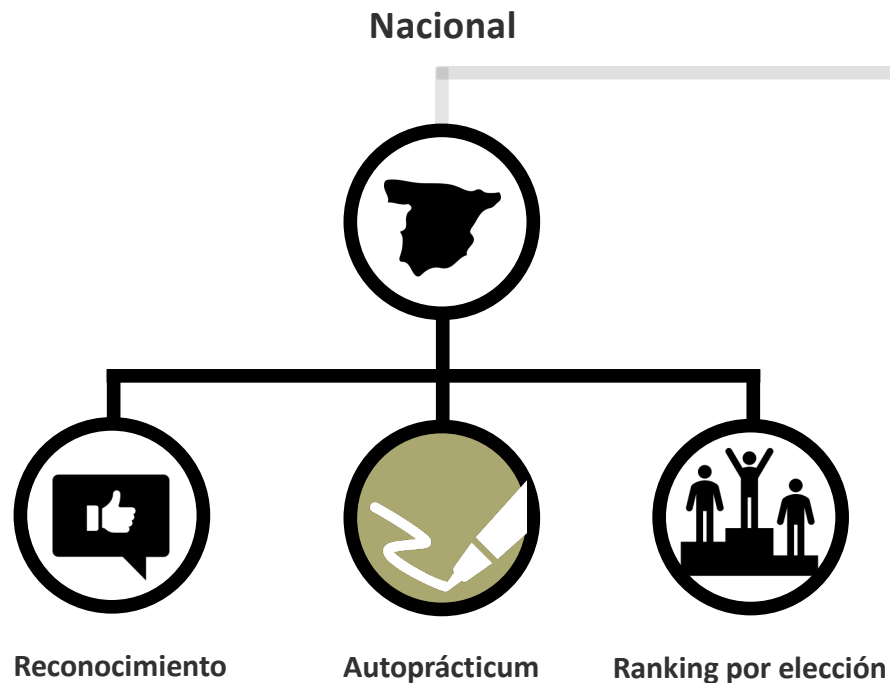 Nacional
Reconocimiento
Autoprácticum
Ranking por elección